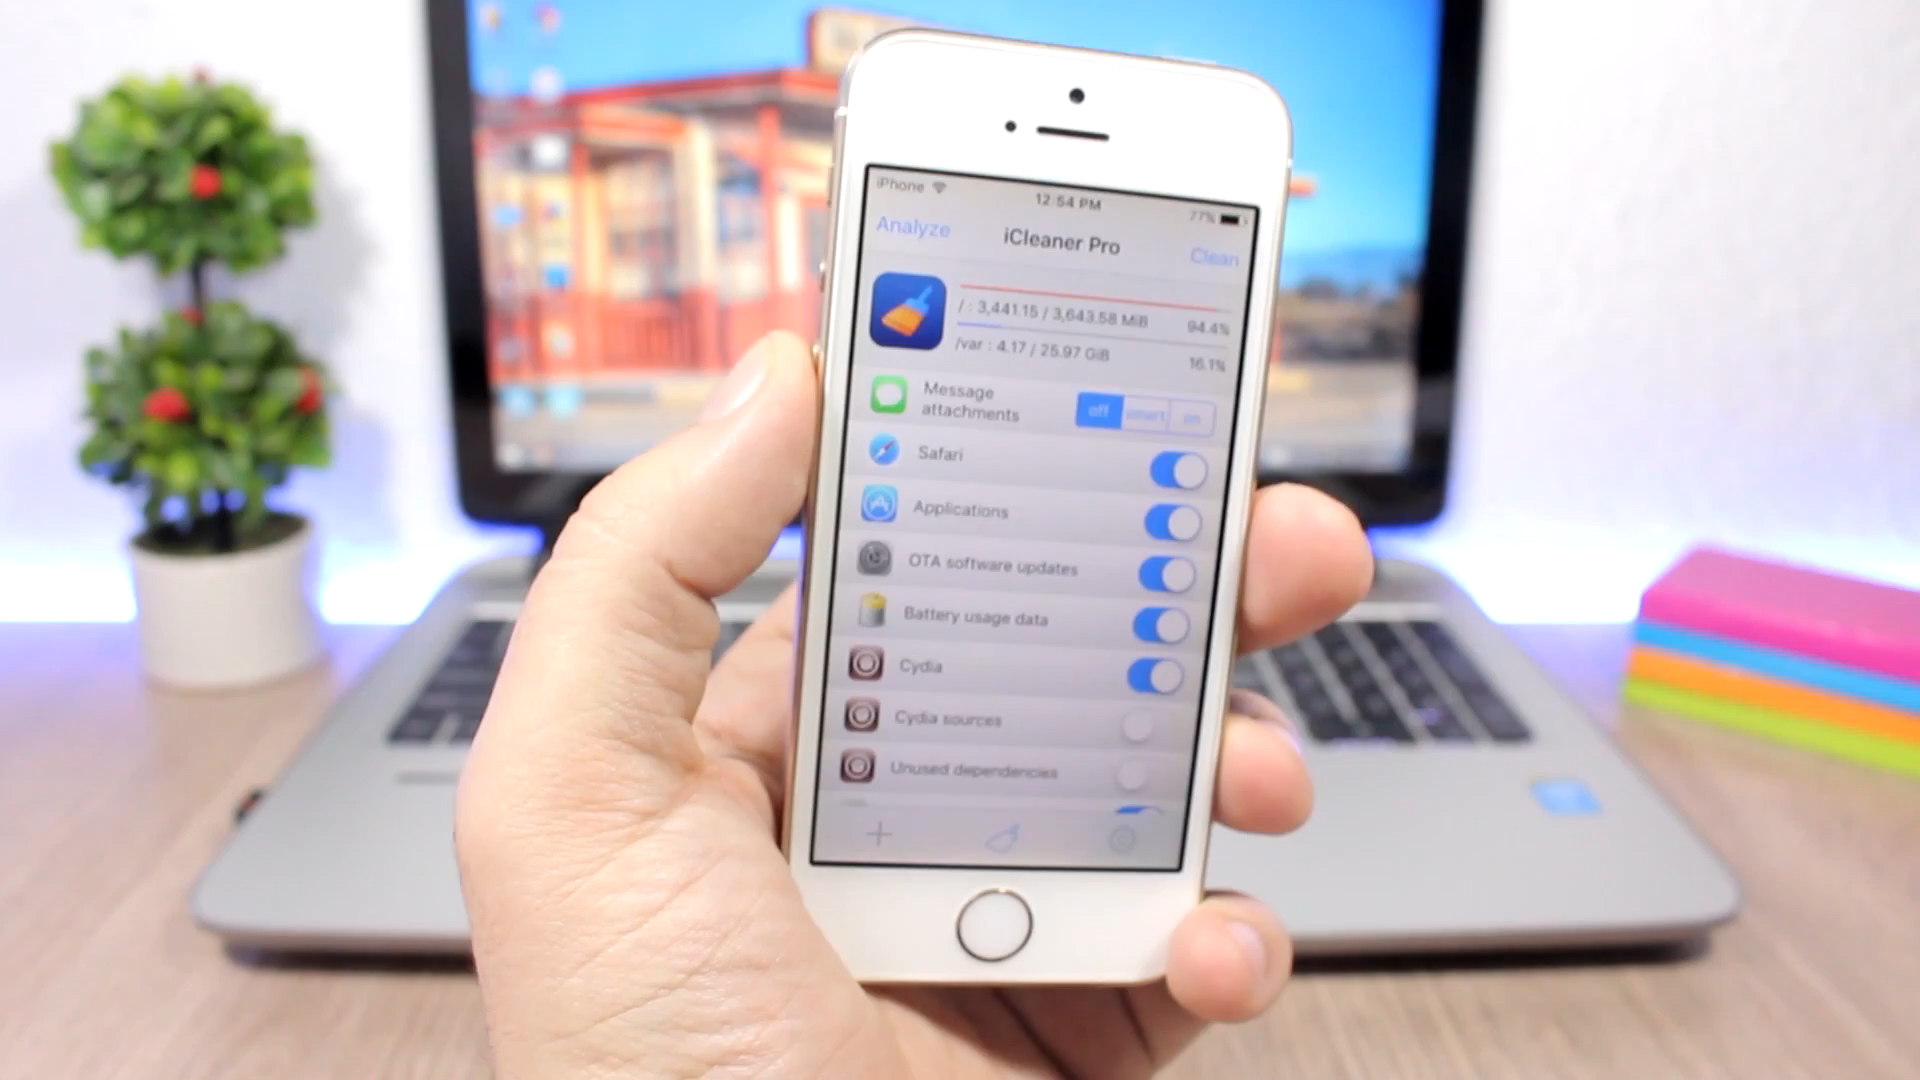 iPhone
12:54 PM
77%
Analyze
iCleaner Pro
Clean
/ : 3,441.15 / 3,643.58 MiB
94.4%
/var : 4.17 / 25.97 GiB
16.1%
Message
attachments
off smart on
Safari
Applications
OTA software updates
Battery usage data
Cydia
Cydia sources
Unused dependencies